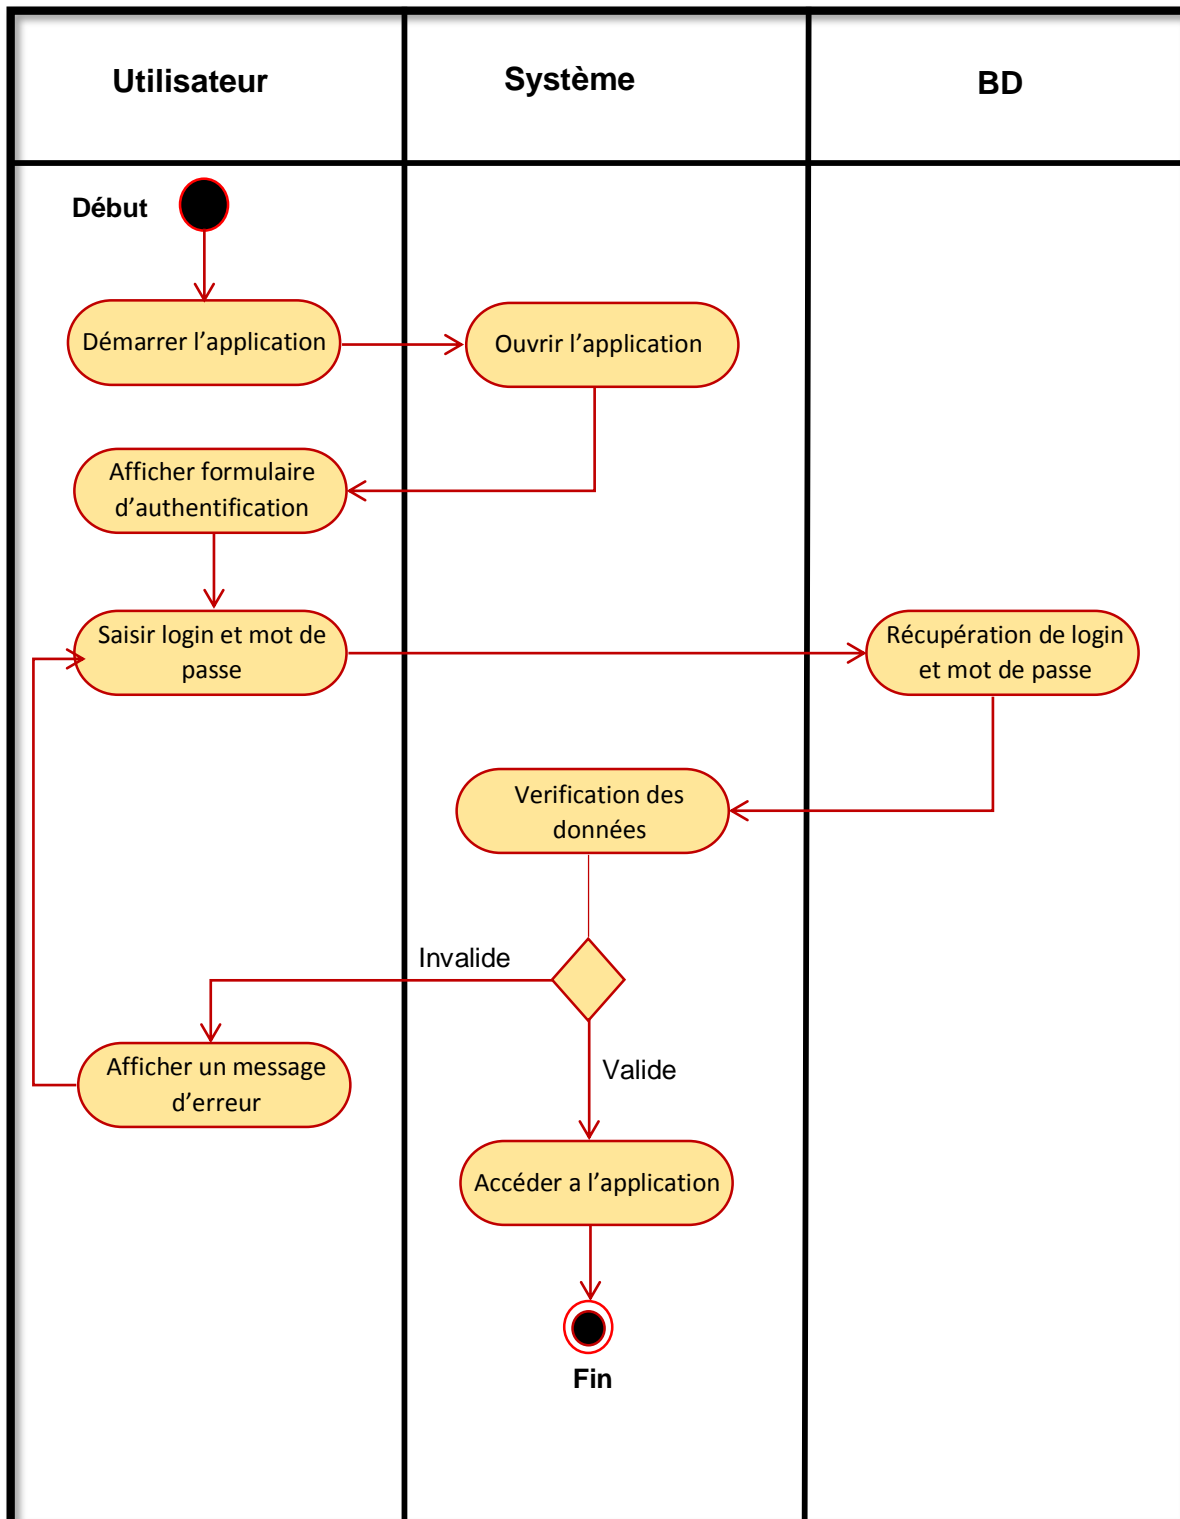 Utilisateur
Système
BD
Début
Démarrer l’application
Ouvrir l’application
Afficher formulaire
d’authentification
Saisir login et mot de
passe
Récupération de login
et mot de passe
Verification des
données
Invalide
Afficher un message
d’erreur
Valide
Accéder a l’application
Fin